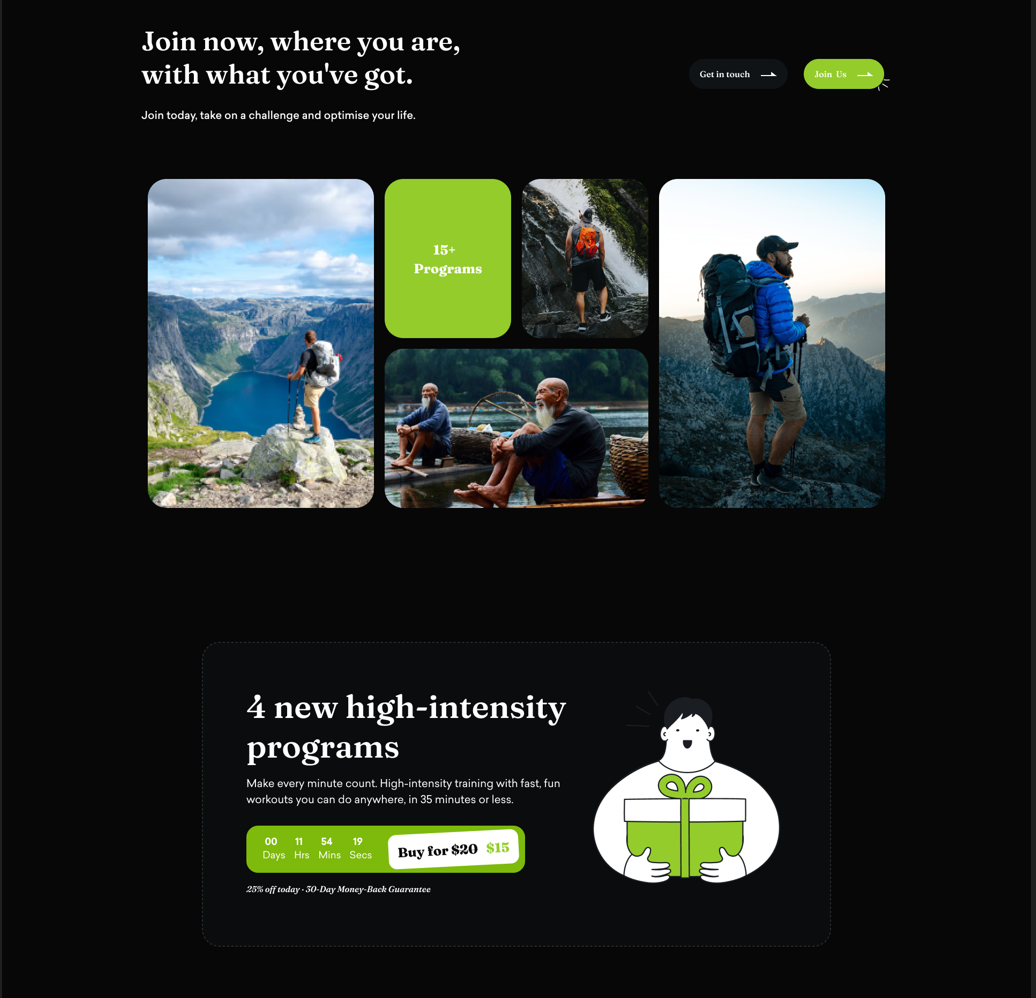 Join now, where you are,
with what you've got.
Join today, take on a challenge and optimise your life.
Get in touch
Join Us
15+
Programs
4 new high-intensity
programs
Make every minute count. High-intensity training with fast, fun
workouts you can do anywhere, in 35 minutes or less.
00 11 54 19
Days Hrs Mins Secs
Buy for $20 $15
25% off today · 30-Day Money-Back Guarantee